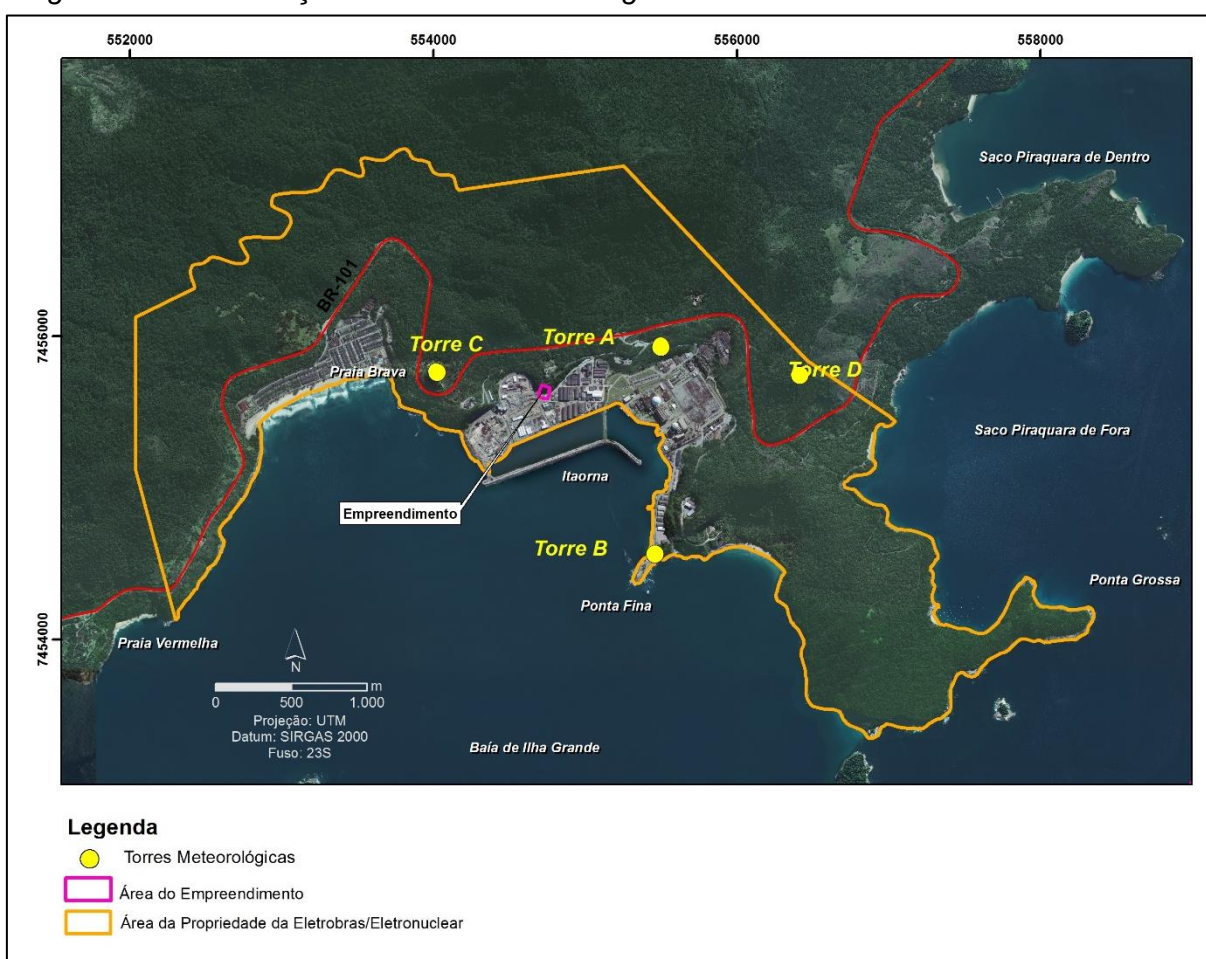 552000
554000
556000
558000
Saco Piraquara de Dentro
BR-101
7456000
Torre C
Torre A
Praia Brava
Torre D
Saco Piraquara de Fora
Itaorna
Empreendimento
Torre B
Ponta Grossa
Ponta Fina
7454000
Praia Vermelha
N
m
0 500 1.000
Projeção: UTM
Datum: SIRGAS 2000
Fuso: 23S
Baía de Ilha Grande
Legenda
Torres Meteorológicas
Área do Empreendimento
Área da Propriedade da Eletrobras/Eletronuclear